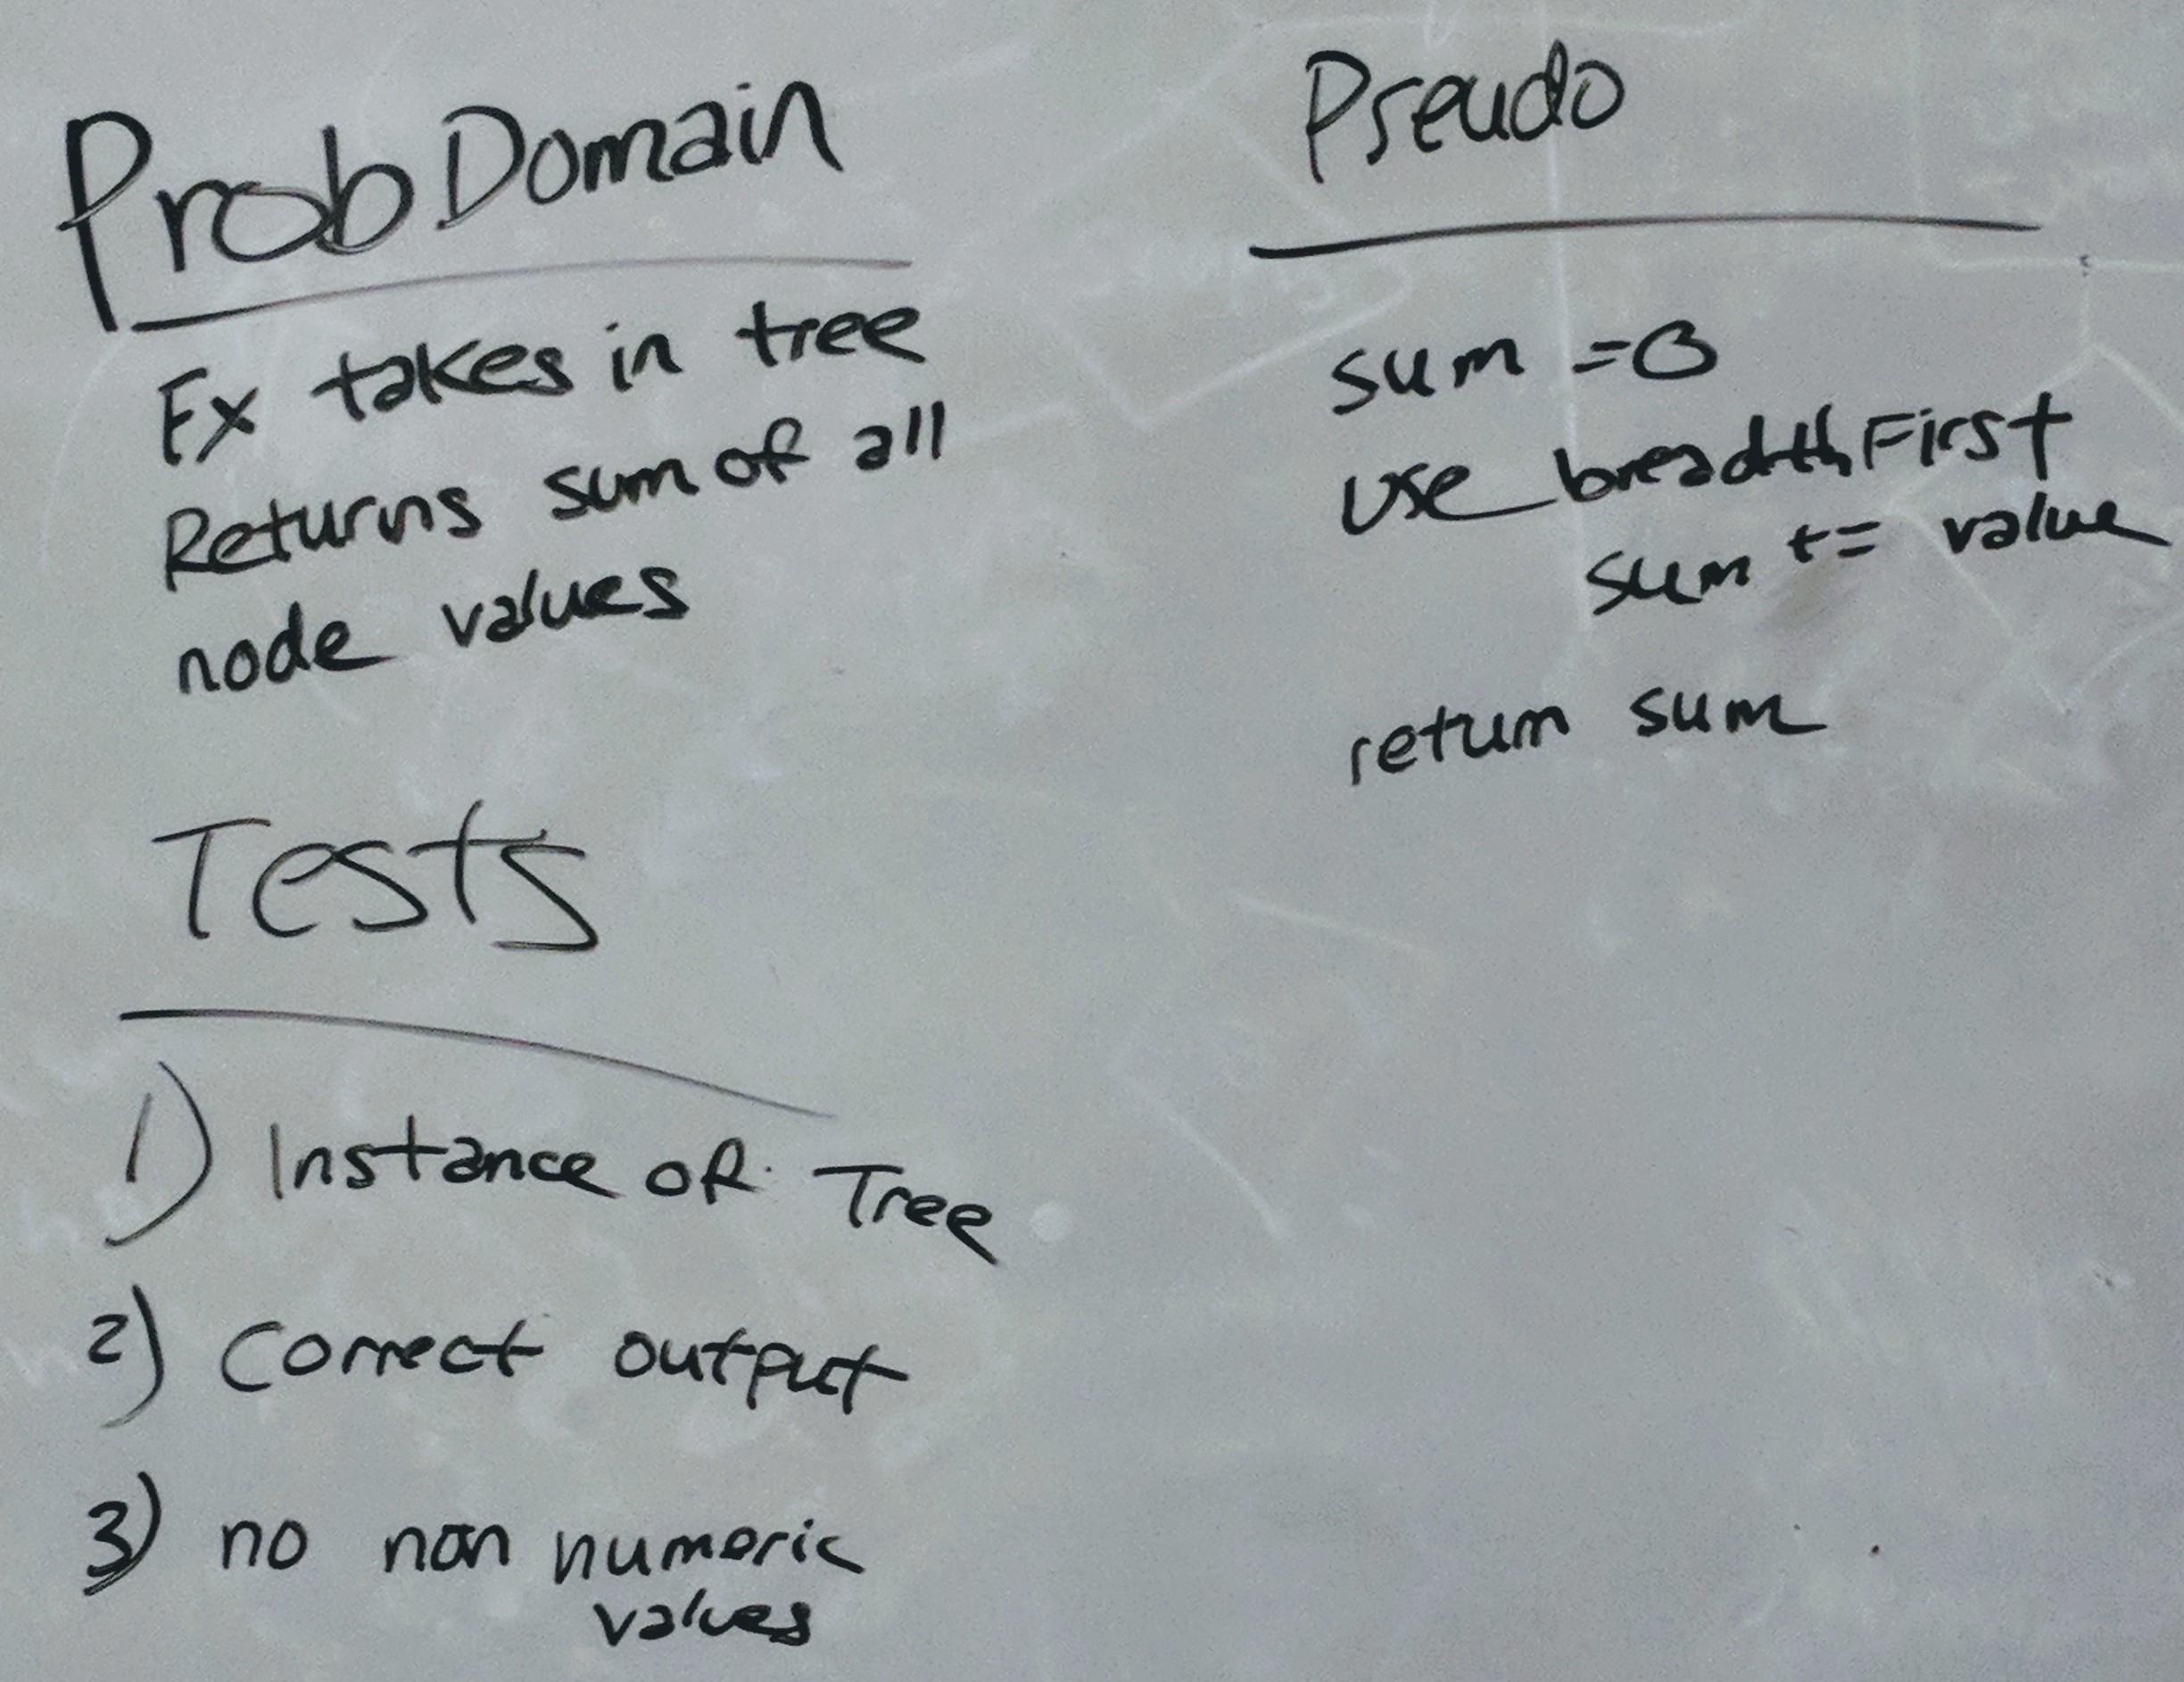 Prob Domain
Ex takes in tree
Returns sum of all
node values
Tests
1) Instance of Tree
2) Correct output
3) no non numeric
values
Pseudo
sum = 0
use breadthFirst
sum += value
return sum